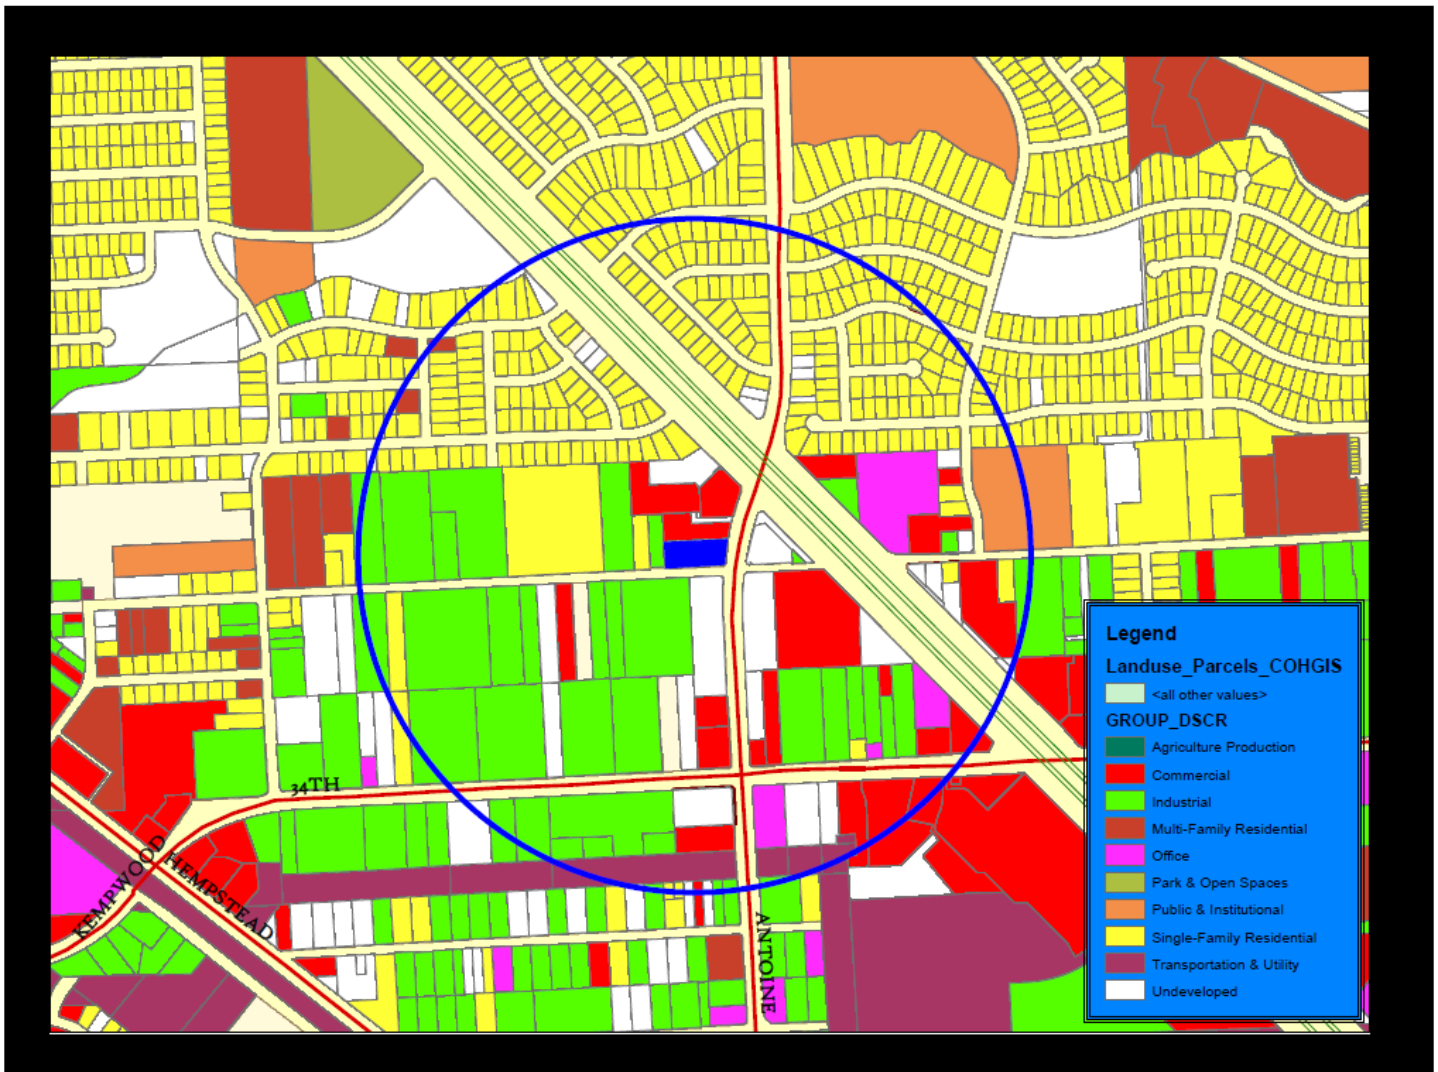 34TH
KEMPWOOD
HEMPSTEAD
ANTOINE
Legend
Landuse_Parcels_COHGIS
<all other values>
GROUP_DSCR
Agriculture Production
Commercial
Industrial
Multi-Family Residential
Office
Park & Open Spaces
Public & Institutional
Single-Family Residential
Transportation & Utility
Undeveloped